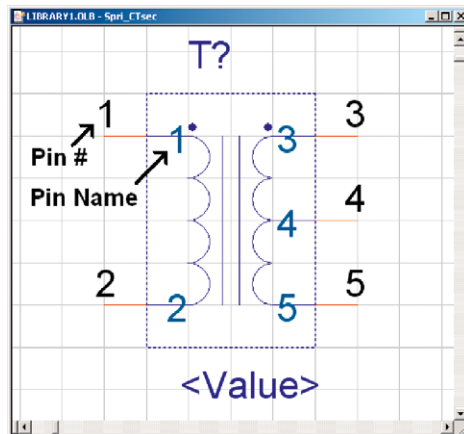 LIBRARY1.OLB - Spri_CTsec
T?
1
3
1
3
Pin #
Pin Name
4
4
2
5
2
5
<Value>